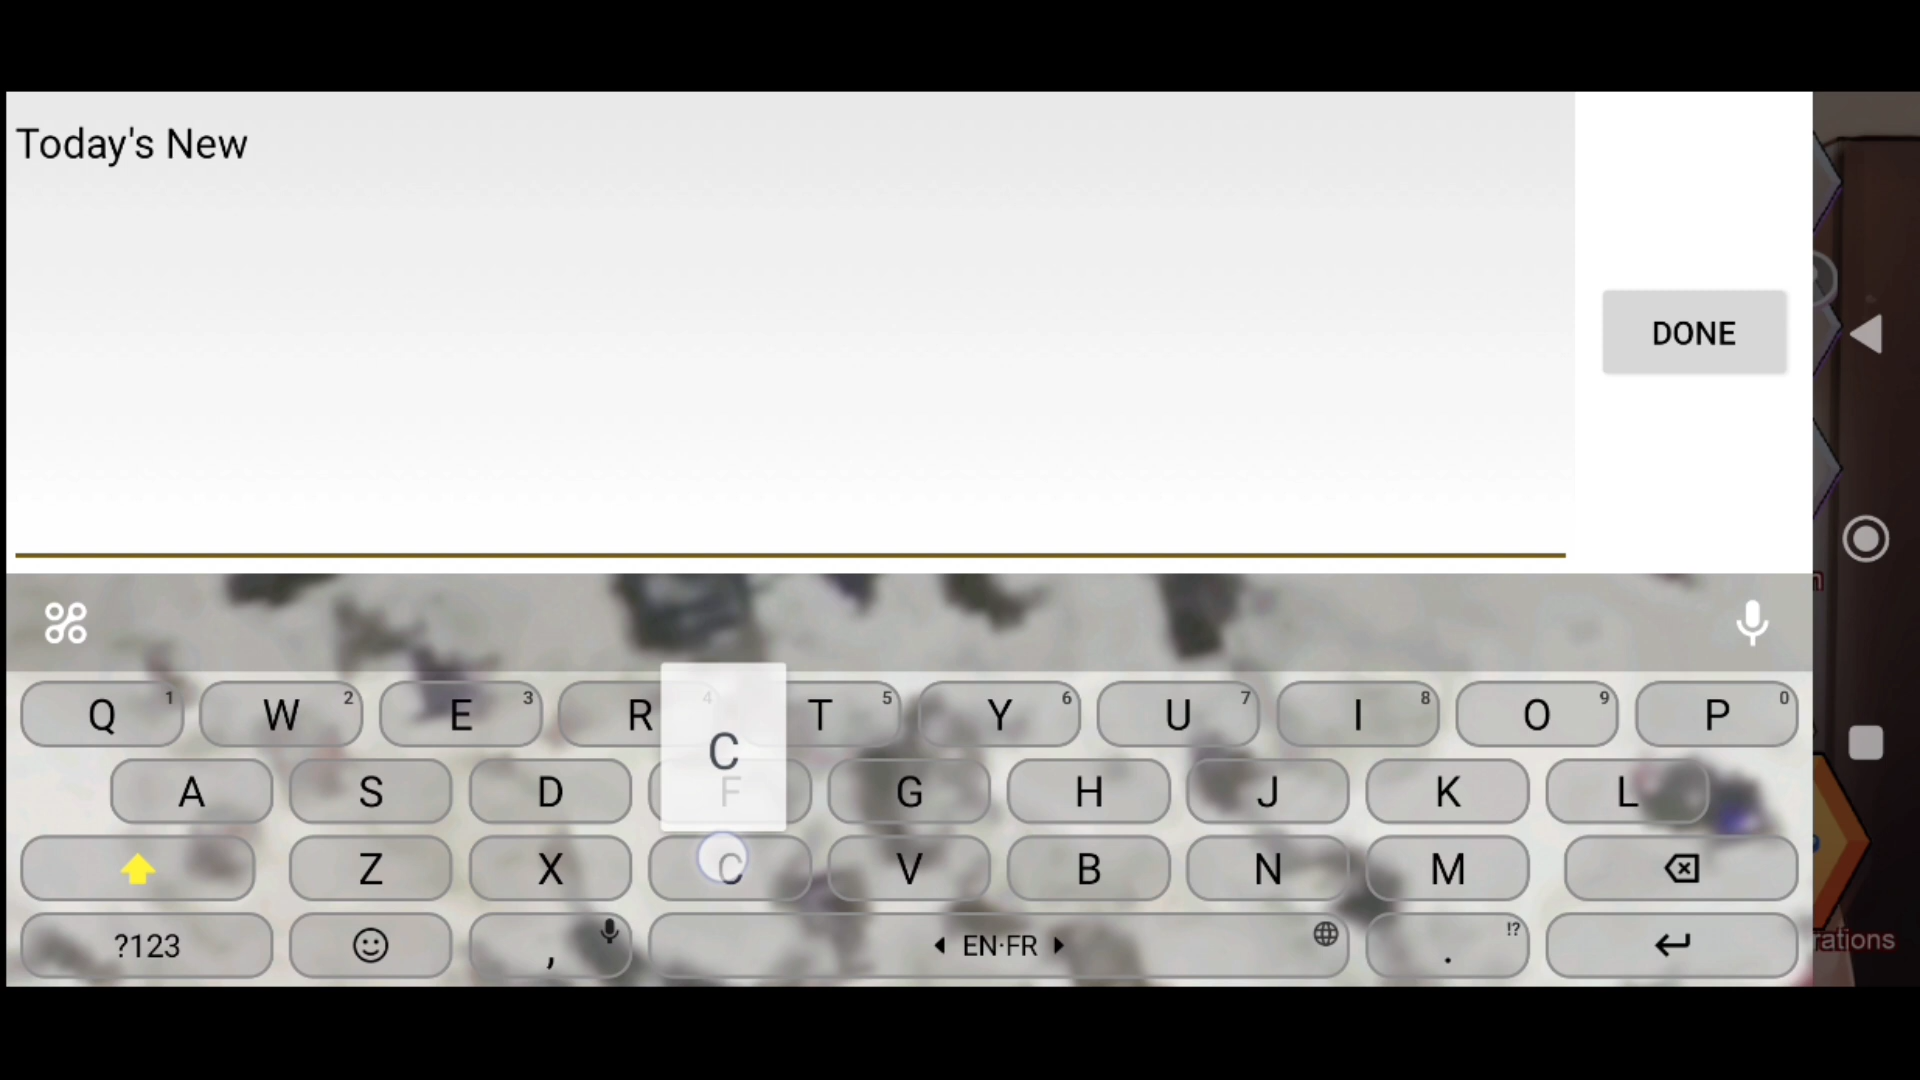 Today's New
DONE
C
Q 1 W 2 E 3 R 4 T 5 Y 6 U 7 I 8 O 9 P 0
A S D F G H J K L
Z X C V B N M
?123 , EN·FR . !?
rations